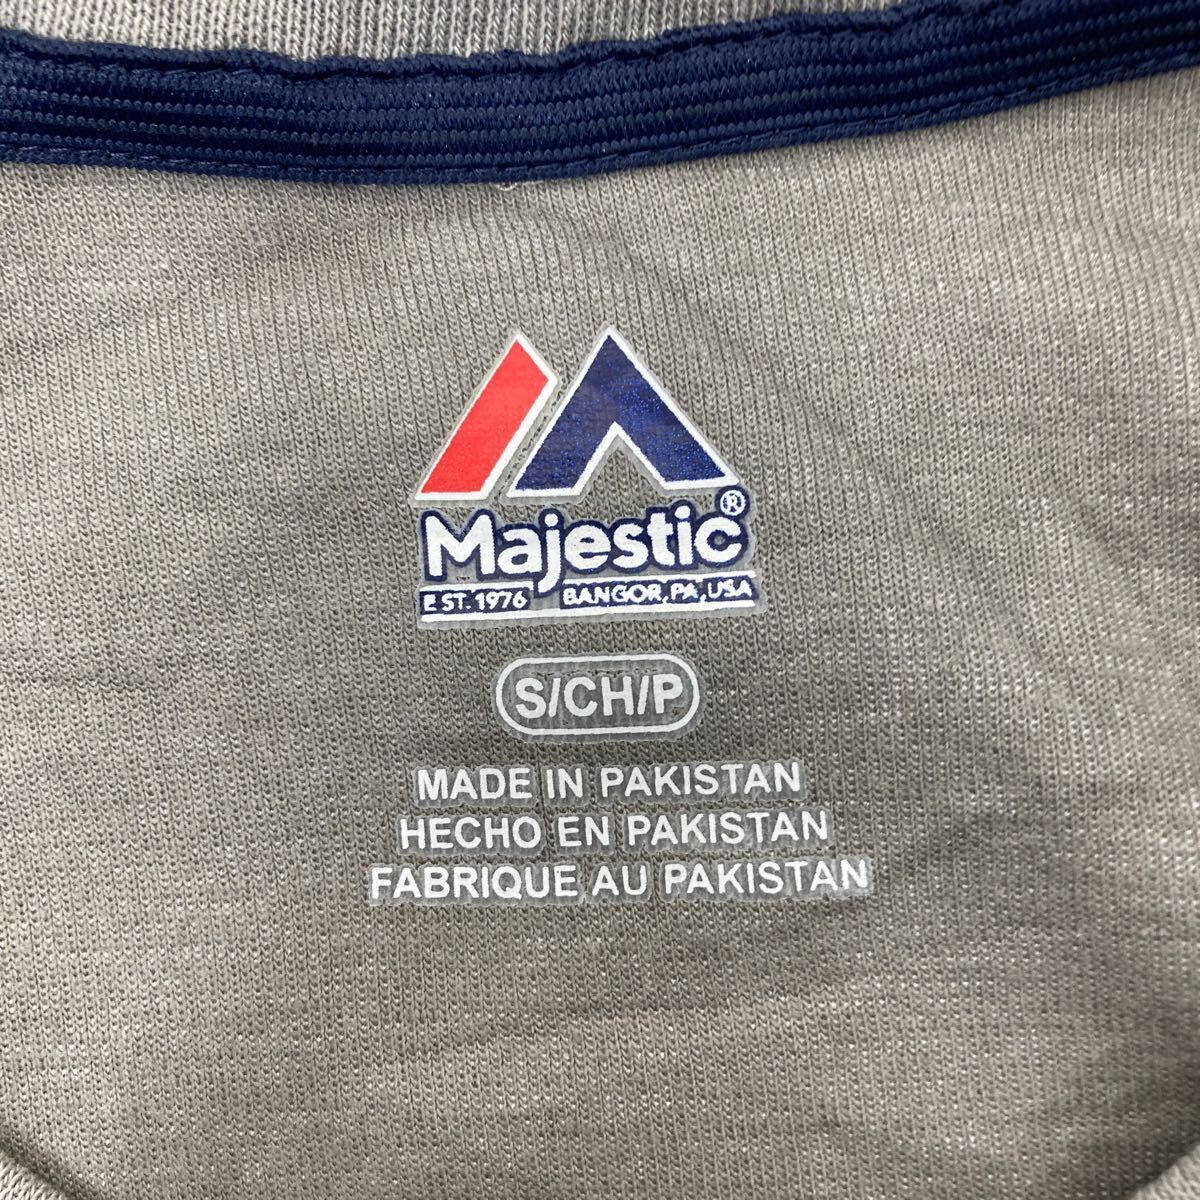 Majestic®
EST. 1976 BANGOR, PA, USA
S/CH/P
MADE IN PAKISTAN
HECHO EN PAKISTAN
FABRIQUE AU PAKISTAN